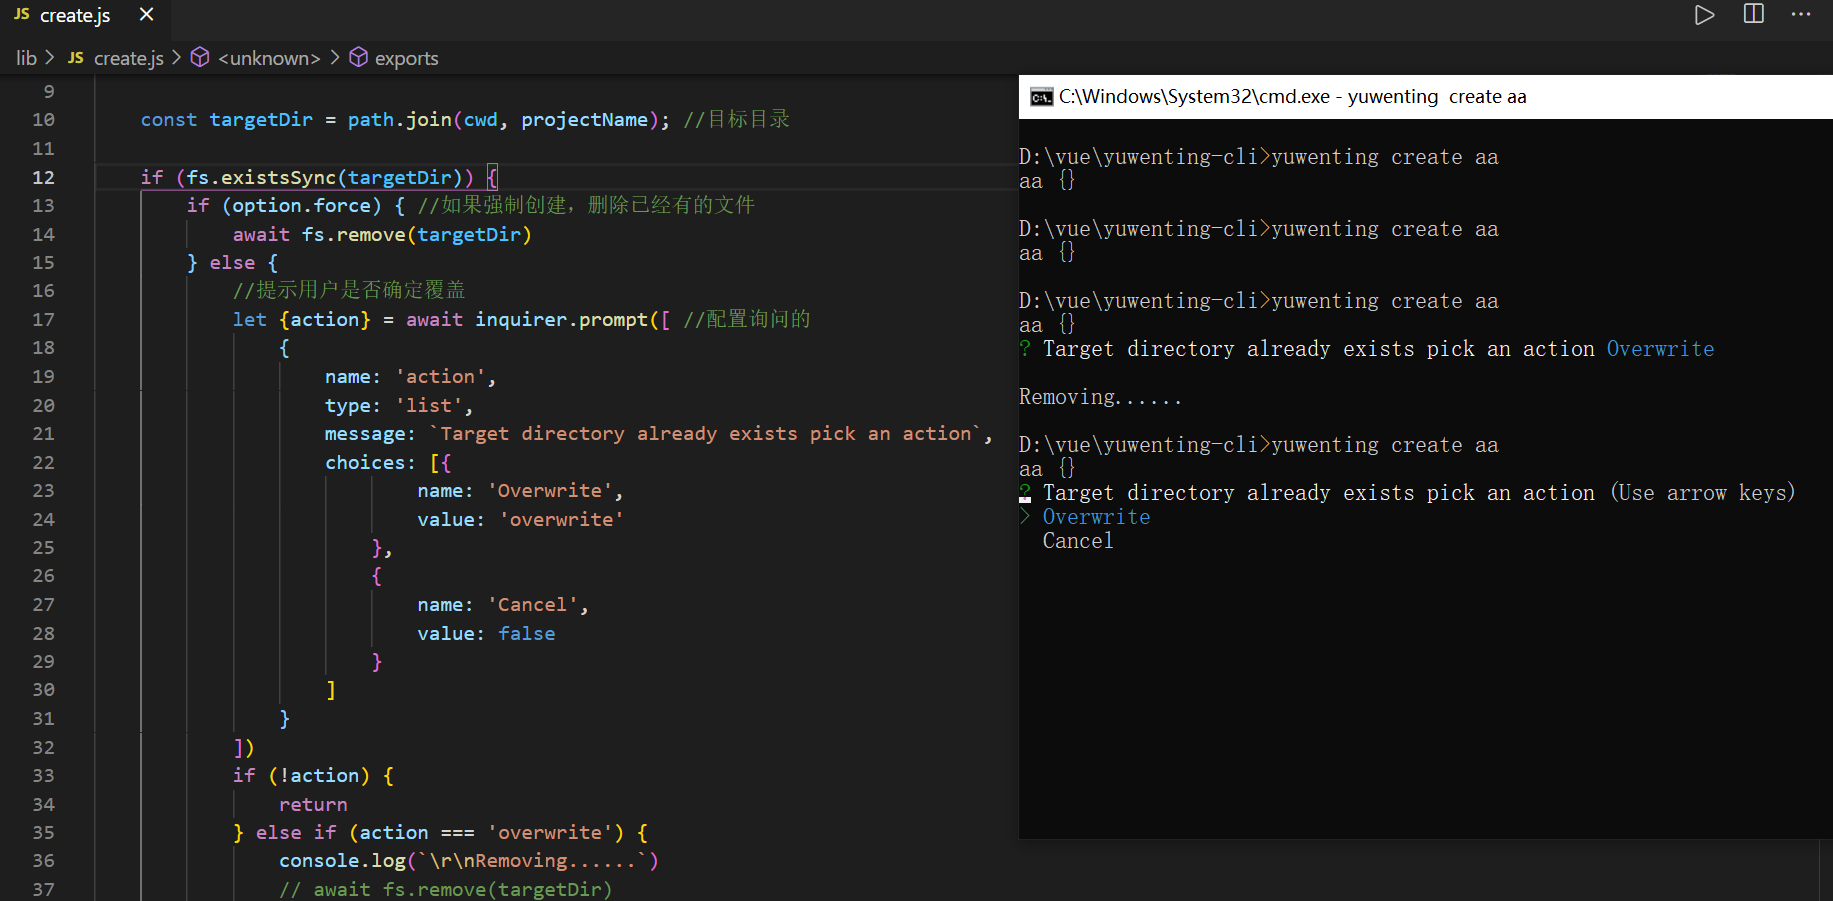 JS create.js ×
lib > JS create.js > <unknown> > exports
9
10 const targetDir = path.join(cwd, projectName); //目标目录
11
12 if (fs.existsSync(targetDir)) {
13 if (option.force) { //如果强制创建，删除已经有的文件
14 await fs.remove(targetDir)
15 } else {
16 //提示用户是否确定覆盖
17 let {action} = await inquirer.prompt([ //配置询问的
18 {
19 name: 'action',
20 type: 'list',
21 message: `Target directory already exists pick an action`,
22 choices: [{
23 name: 'Overwrite',
24 value: 'overwrite'
25 },
26 {
27 name: 'Cancel',
28 value: false
29 }
30 ]
31 }
32 ])
33 if (!action) {
34 return
35 } else if (action === 'overwrite') {
36 console.log(`\r\nRemoving......`)
37 // await fs.remove(targetDir)
C:\Windows\System32\cmd.exe - yuwenting  create aa
D:\vue\yuwenting-cli>yuwenting create aa
aa {}
D:\vue\yuwenting-cli>yuwenting create aa
aa {}
D:\vue\yuwenting-cli>yuwenting create aa
aa {}
? Target directory already exists pick an action Overwrite
Removing......
D:\vue\yuwenting-cli>yuwenting create aa
aa {}
? Target directory already exists pick an action (Use arrow keys)
> Overwrite
Cancel